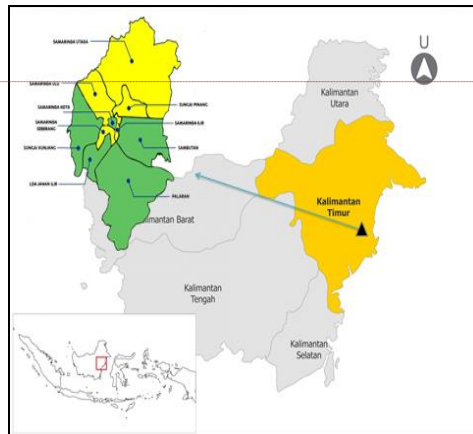 SAMARINDA UTARA
SAMARINDA ULU
SAMARINDA KOTA
SAMARINDA
SEBERANG
SUNGAI KUNJANG
LOA JANAN ILIR
SUNGAI PINANG
SAMARINDA ILIR
SAMBUTAN
PALARAN
U
Kalimantan
Utara
Kalimantan
Timur
Kalimantan Barat
Kalimantan
Tengah
Kalimantan
Selatan